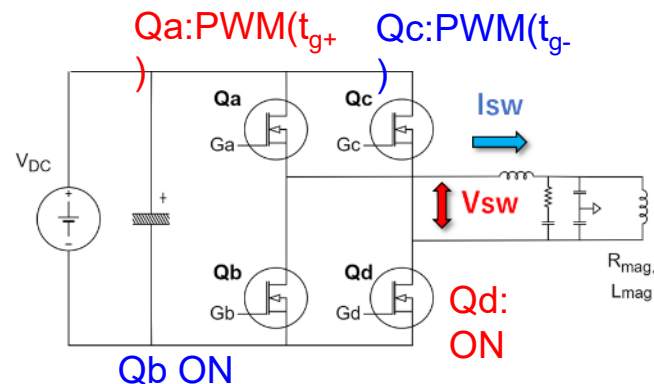 Qa:PWM(tg+
)
Qc:PWM(tg-
)
Qa
Qc
Isw
Ga
Gc
VDC
+
+
-
Vsw
Qb
Qd
Rmag,
Lmag
Gb
Gd
Qd:
ON
Qb ON